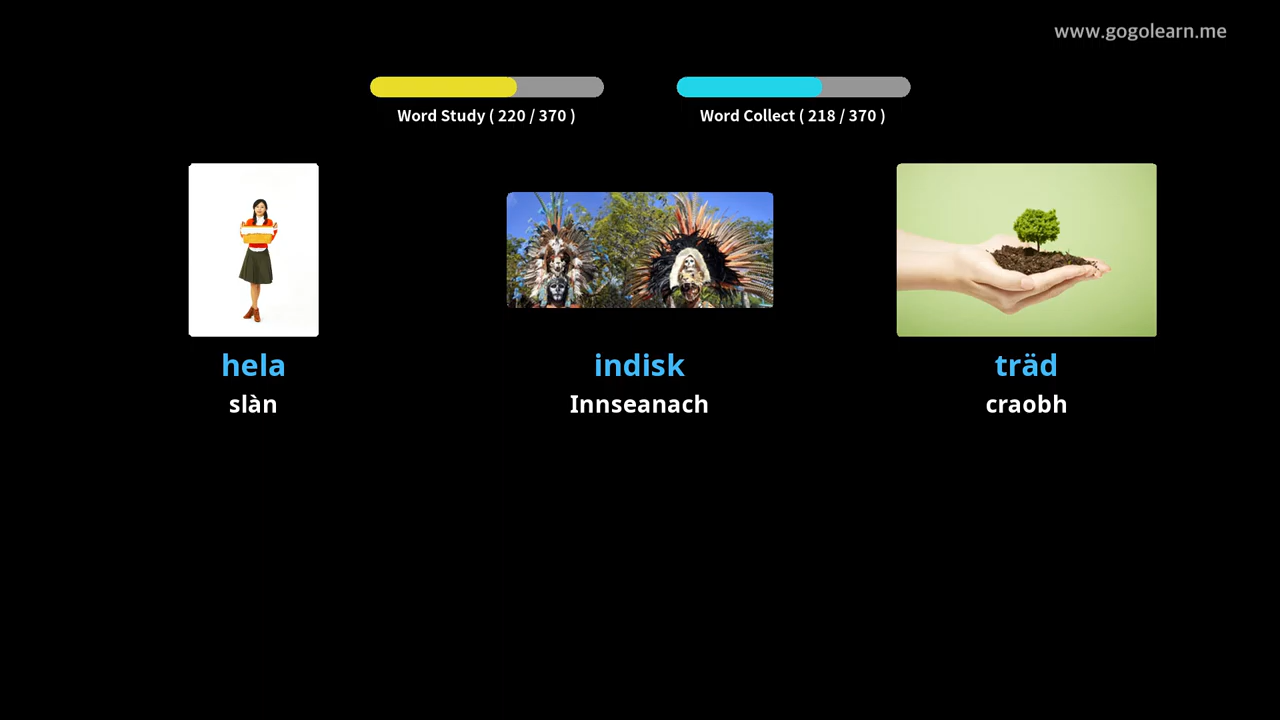 www.gogolearn.me
Word Study ( 220 / 370 )
Word Collect ( 218 / 370 )
hela
indisk
träd
slàn
Innseanach
craobh